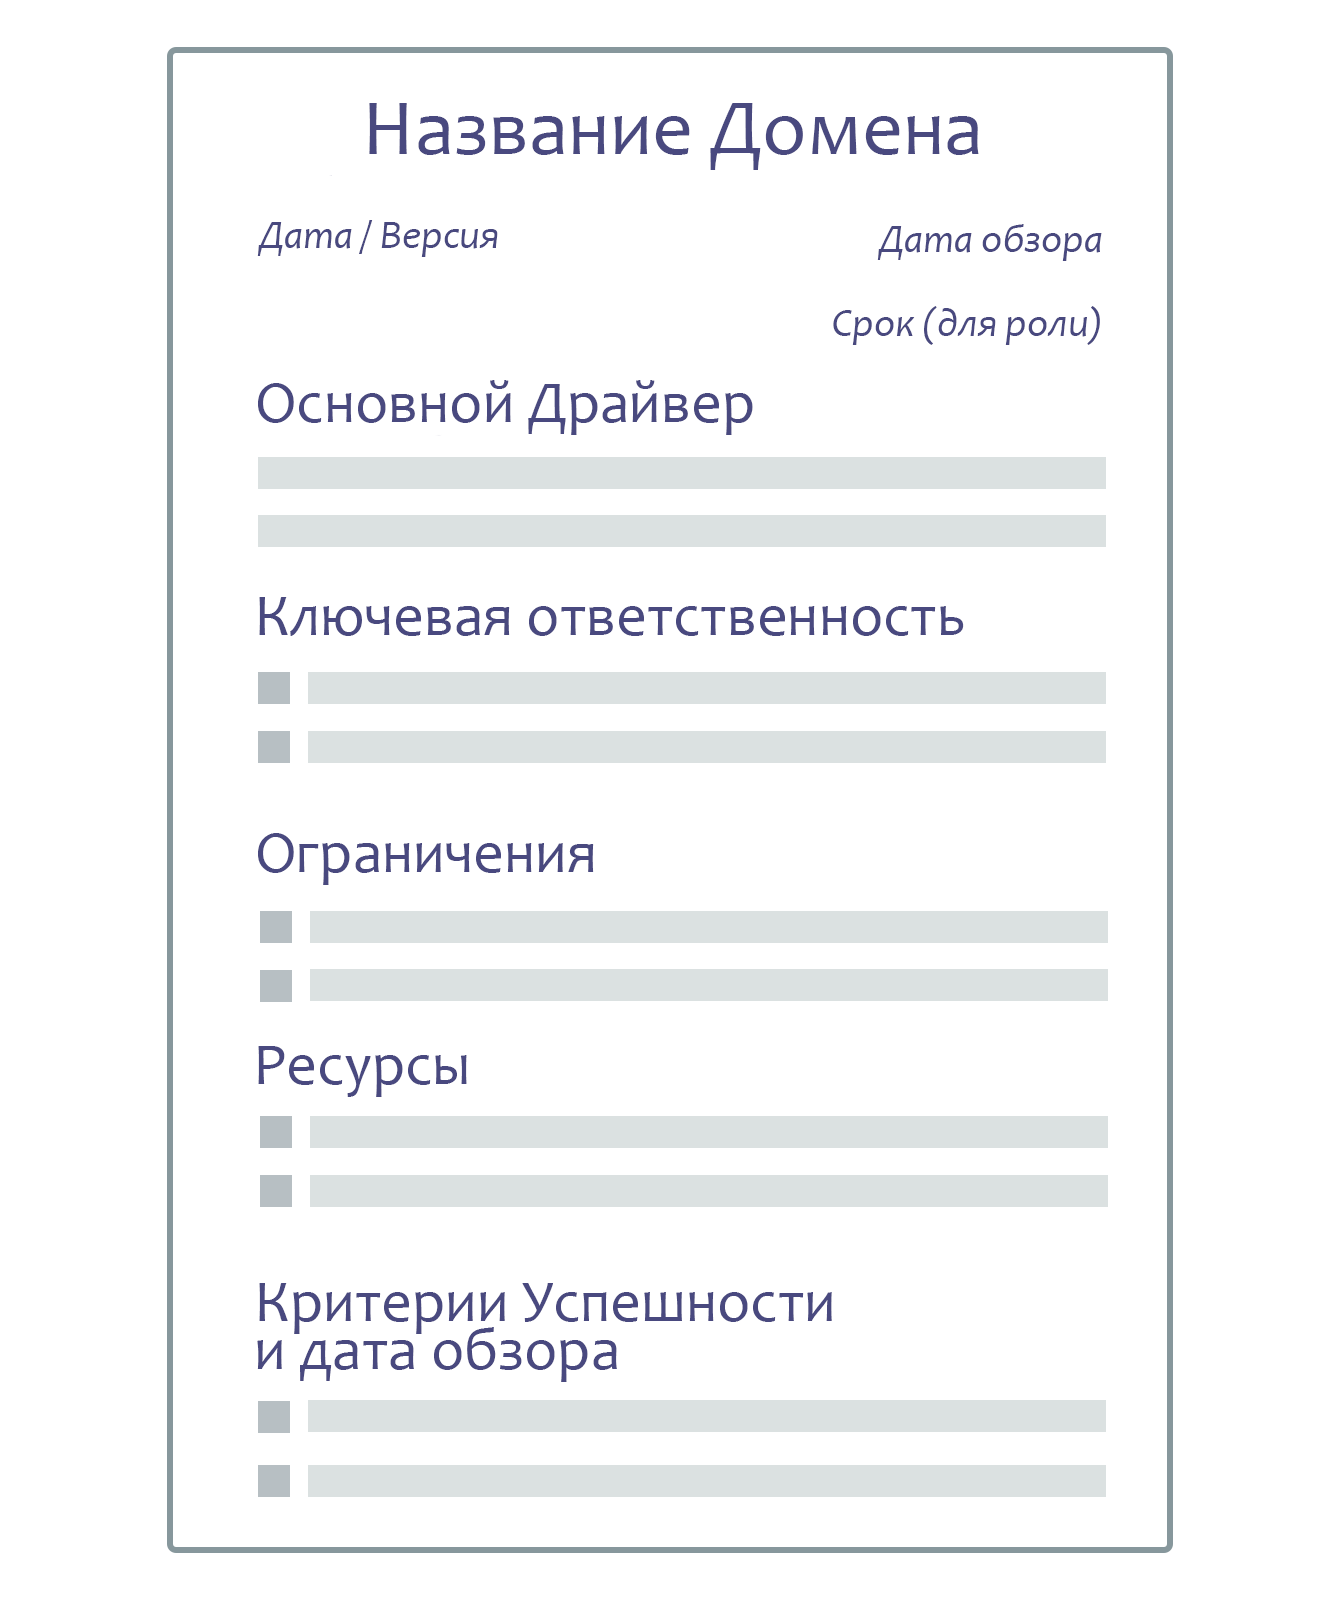 Название Домена
Дата / Версия
Дата обзора
Срок (для роли)
Основной Драйвер
Ключевая ответственность
Ограничения
Ресурсы
Критерии Успешности
и дата обзора